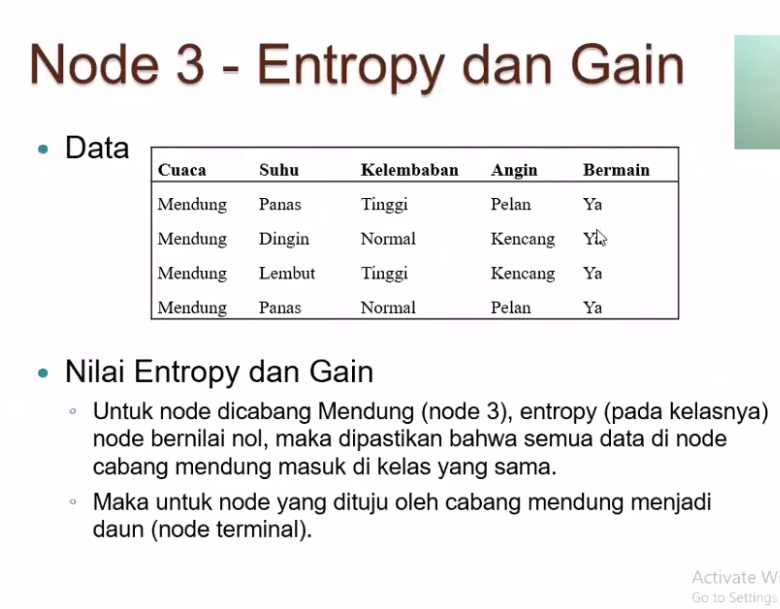 Node 3 - Entropy dan Gain
• Data
Cuaca Suhu Kelembaban Angin Bermain
Mendung Panas Tinggi Pelan Ya
Mendung Dingin Normal Kencang Ya
Mendung Lembut Tinggi Kencang Ya
Mendung Panas Normal Pelan Ya
• Nilai Entropy dan Gain
◦ Untuk node dicabang Mendung (node 3), entropy (pada kelasnya)
node bernilai nol, maka dipastikan bahwa semua data di node
cabang mendung masuk di kelas yang sama.
◦ Maka untuk node yang dituju oleh cabang mendung menjadi
daun (node terminal).
Activate Wi
Go to Settings